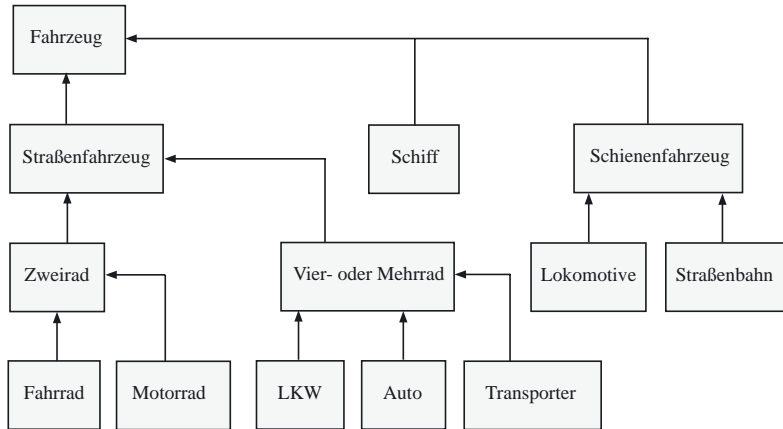 Fahrzeug
Straßenfahrzeug
Schiff
Schienenfahrzeug
Zweirad
Vier- oder Mehrrad
Lokomotive
Straßenbahn
Fahrrad
Motorrad
LKW
Auto
Transporter